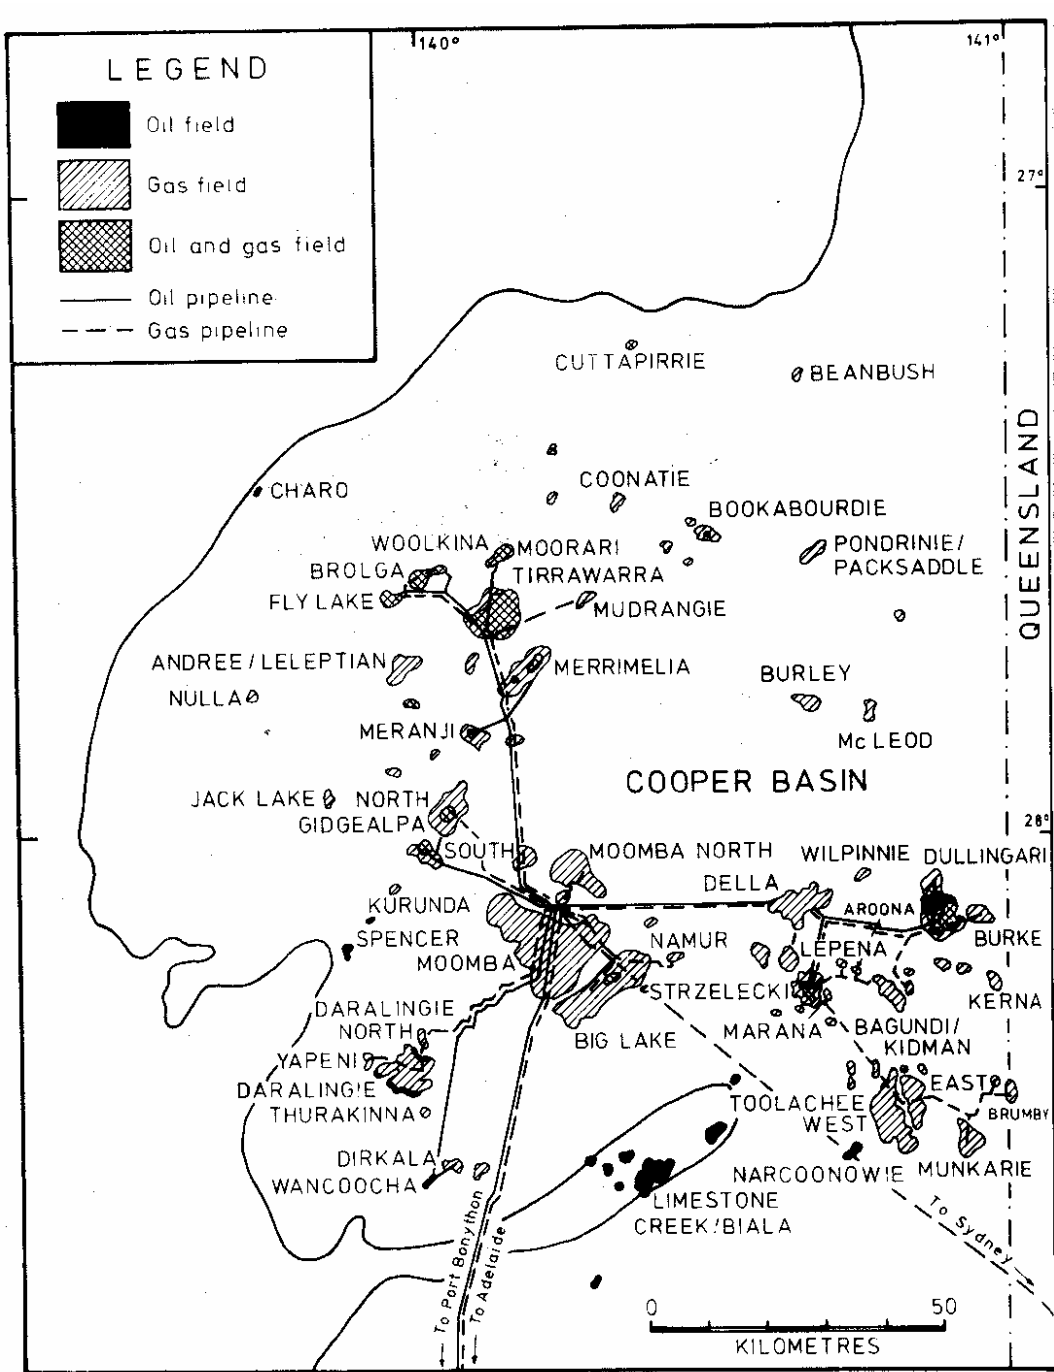 140°
141°
LEGEND
Oil field
Gas field
Oil and gas field
Oil pipeline
Gas pipeline
27°
CUTTAPIRRIE
BEANBUSH
QUEENSLAND
CHARO
COONATIE
BOOKABOURDIE
WOOLKINA
MOORARI
PONDRINIE/
PACKSADDLE
BROLGA
TIRRAWARRA
FLY LAKE
MUDRANGIE
ANDREE/LELEPTIAN
MERRIMELIA
BURLEY
NULLA
MERANJI
McLEOD
COOPER BASIN
JACK LAKE
NORTH
GIDGEALPA
28°
SOUTH
MOOMBA NORTH
WILPINNIE
DULLINGARI
DELLA
KURUNDA
AROONA
SPENCER
NAMUR
LEPENA
BURKE
MOOMBA
STRZELECKI
KERNA
DARALINGIE
NORTH
MARANA
BAGUNDI/
KIDMAN
BIG LAKE
YAPENI
DARALINGIE
EAST
THURAKINNA
TOOLACHEE
WEST
BRUMBY
DIRKALA
WANCOOCHA
NARCOONOWIE
MUNKARIE
LIMESTONE
CREEK/BIALA
To Port Bonython
To Adelaide
To Sydney
0
50
KILOMETRES